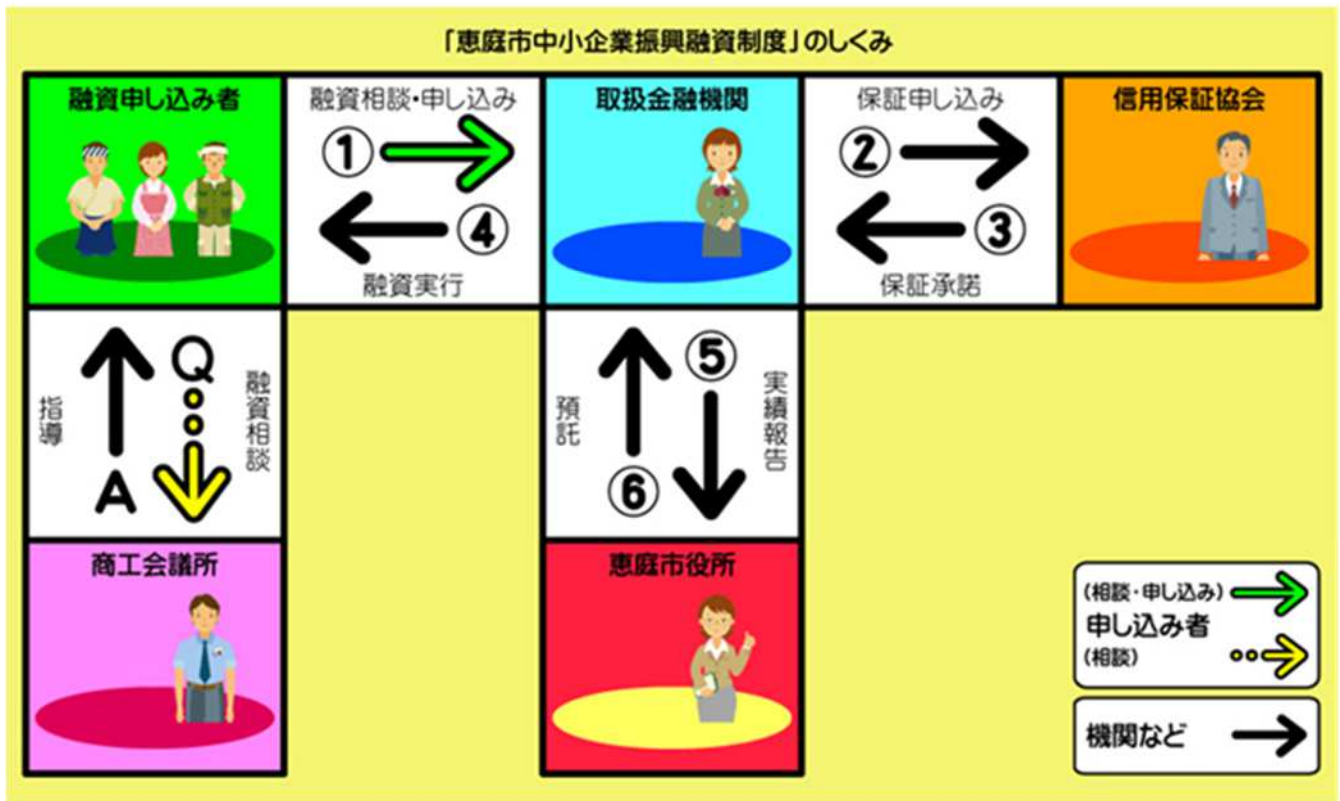 「恵庭市中小企業振興融資制度」のしくみ
融資申し込み者
融資相談・申し込み
取扱金融機関
保証申し込み
信用保証協会
①
②
④
③
融資実行
保証承諾
指導
A
Q
融資相談
預託
⑥
⑤
実績報告
商工会議所
恵庭市役所
(相談・申し込み)
申し込み者
(相談)
機関など